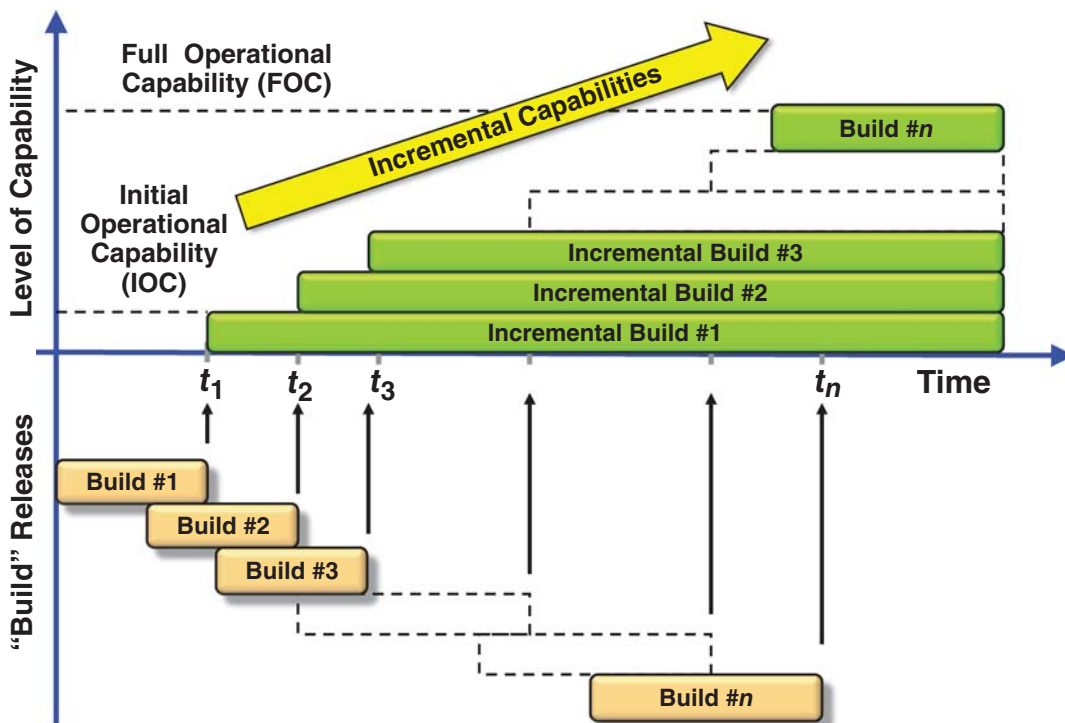 Full Operational
Capability (FOC)
Incremental Capabilities
Build #n
Level of Capability
Initial
Operational
Capability
(IOC)
Incremental Build #3
Incremental Build #2
Incremental Build #1
t1
t2
t3
tn
Time
"Build" Releases
Build #1
Build #2
Build #3
Build #n